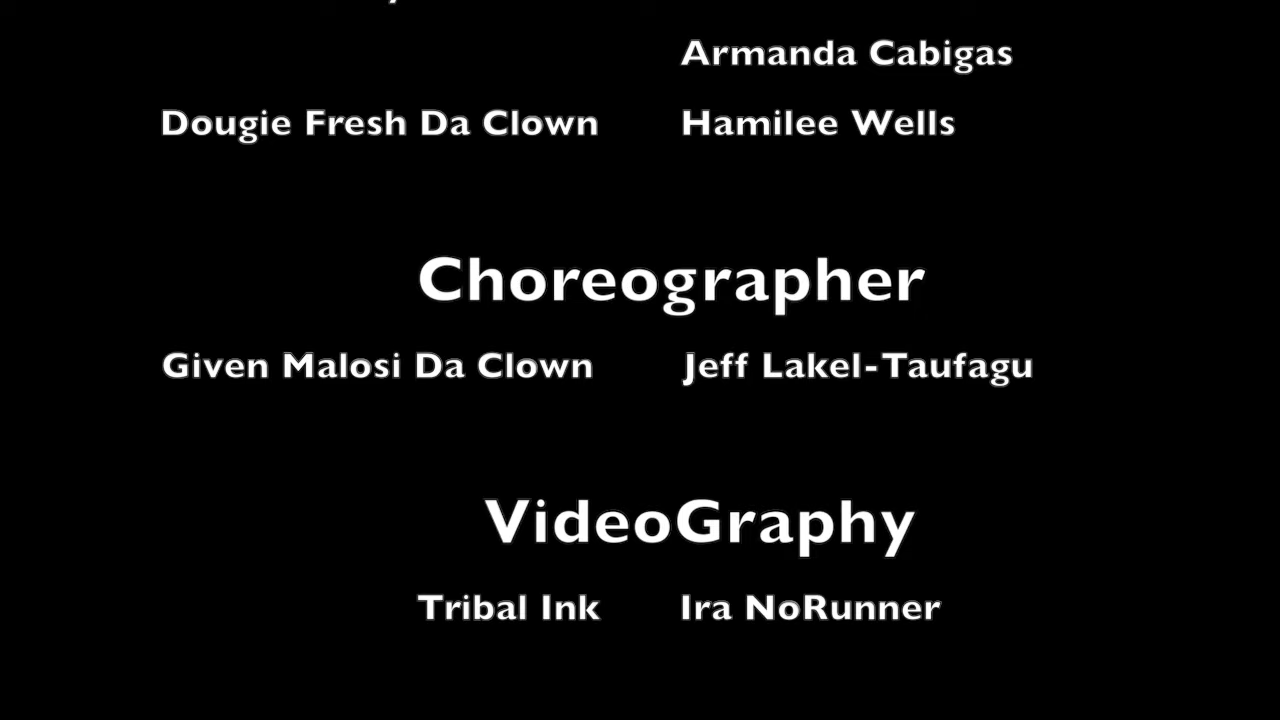 Armanda Cabigas
Dougie Fresh Da Clown Hamilee Wells
Choreographer
Given Malosi Da Clown Jeff Lakel-Taufagu
VideoGraphy
Tribal Ink Ira NoRunner